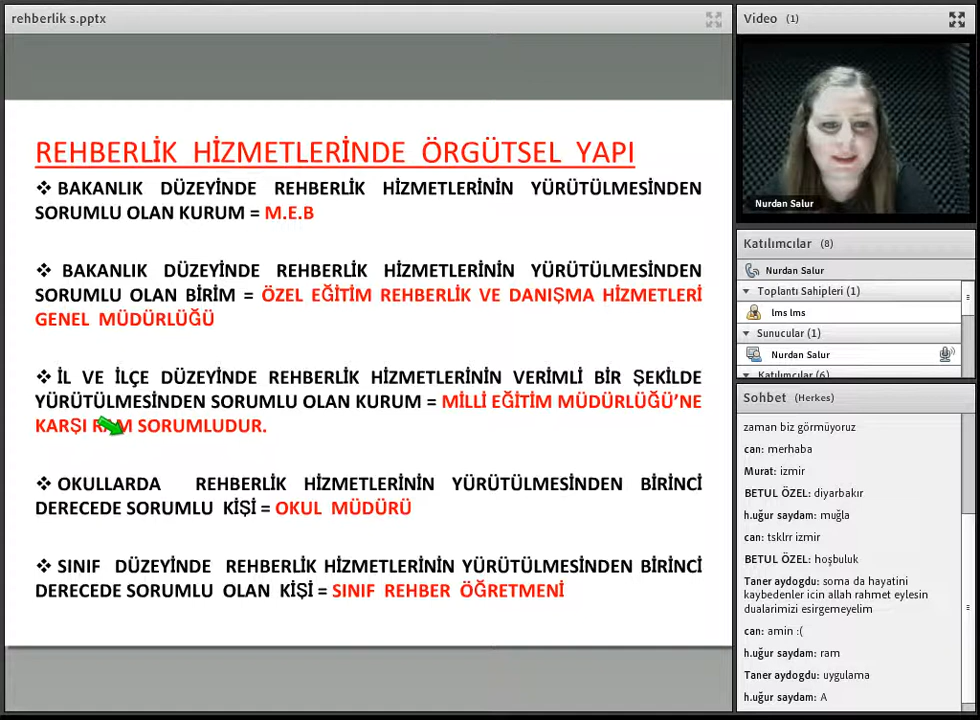 rehberlik s.pptx
REHBERLİK HİZMETLERİNDE ÖRGÜTSEL YAPI
❖ BAKANLIK DÜZEYİNDE REHBERLİK HİZMETLERİNİN YÜRÜTÜLMESİNDEN
SORUMLU OLAN KURUM = M.E.B
❖ BAKANLIK DÜZEYİNDE REHBERLİK HİZMETLERİNİN YÜRÜTÜLMESİNDEN
SORUMLU OLAN BİRİM = ÖZEL EĞİTİM REHBERLİK VE DANIŞMA HİZMETLERİ
GENEL MÜDÜRLÜĞÜ
❖ İL VE İLÇE DÜZEYİNDE REHBERLİK HİZMETLERİNİN VERİMLİ BİR ŞEKİLDE
YÜRÜTÜLMESİNDEN SORUMLU OLAN KURUM = MİLLİ EĞİTİM MÜDÜRLÜĞÜ'NE
KARŞI RAM SORUMLUDUR.
❖ OKULLARDA REHBERLİK HİZMETLERİNİN YÜRÜTÜLMESİNDEN BİRİNCİ
DERECEDE SORUMLU KİŞİ = OKUL MÜDÜRÜ
❖ SINIF DÜZEYİNDE REHBERLİK HİZMETLERİNİN YÜRÜTÜLMESİNDEN BİRİNCİ
DERECEDE SORUMLU OLAN KİŞİ = SINIF REHBER ÖĞRETMENİ
Video (1)
Nurdan Salur
Katılımcılar (8)
Nurdan Salur
Toplantı Sahipleri (1)
lms lms
Sunucular (1)
Nurdan Salur
Katılımcılar (6)
Sohbet (Herkes)
zaman biz görmüyoruz
can: merhaba
Murat: izmir
BETUL ÖZEL: diyarbakır
h.uğur saydam: muğla
can: tsklrr izmir
BETUL ÖZEL: hoşbuluk
Taner aydogdu: soma da hayatini
kaybedenler icin allah rahmet eylesin
dualarimizi esirgemeyelim
can: amin :(
h.uğur saydam: ram
Taner aydogdu: uygulama
h.uğur saydam: A